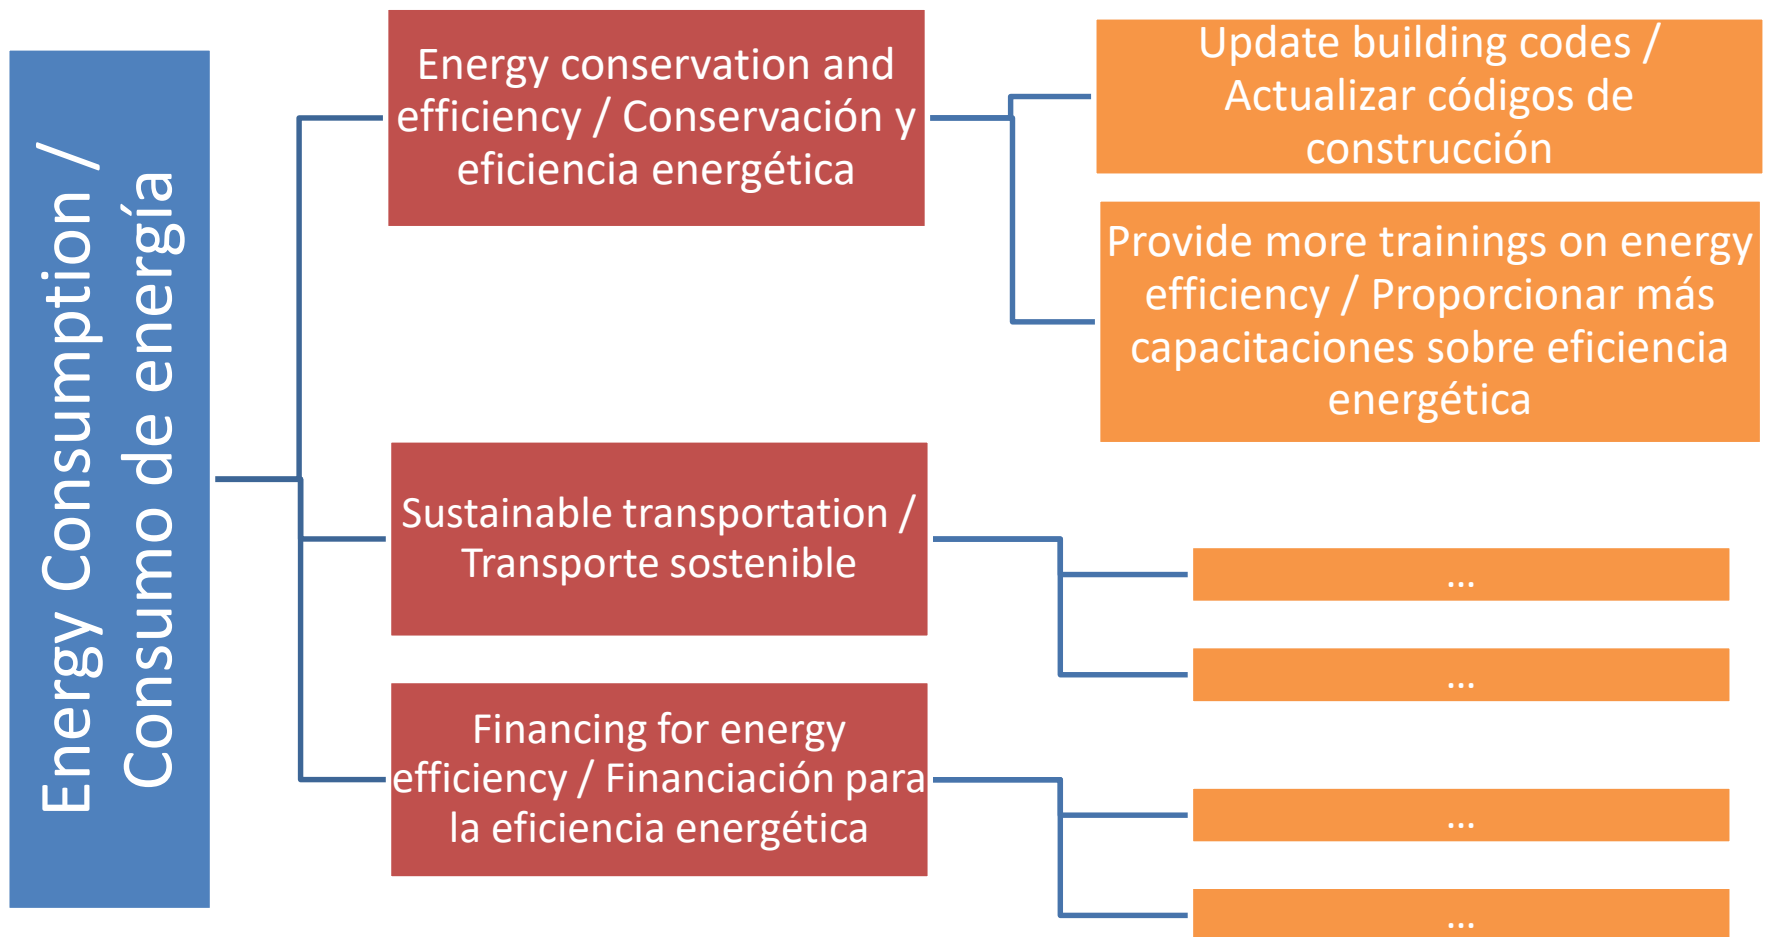 Energy Consumption /
Consumo de energía
Energy conservation and
efficiency / Conservación y
eficiencia energética
Update building codes /
Actualizar códigos de
construcción
Provide more trainings on energy
efficiency / Proporcionar más
capacitaciones sobre eficiencia
energética
Sustainable transportation /
Transporte sostenible
...
...
Financing for energy
efficiency / Financiación para
la eficiencia energética
...
...